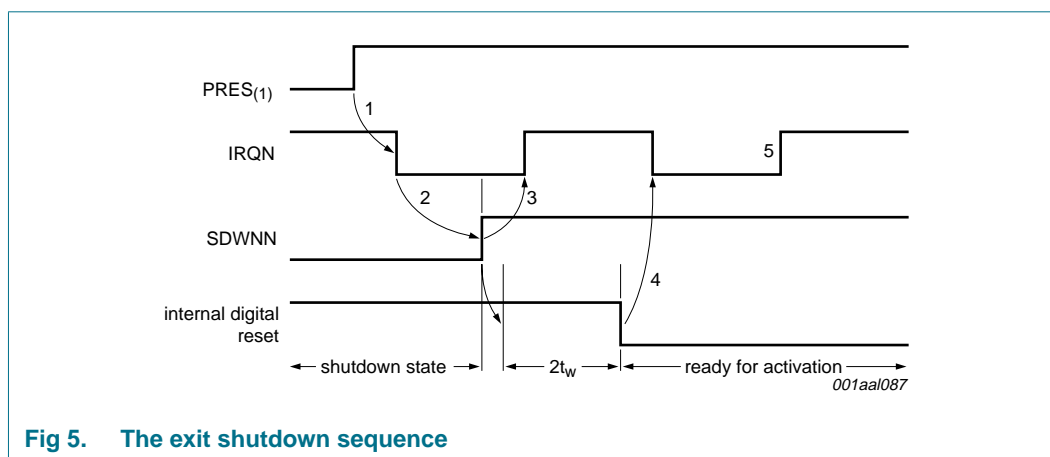 PRES(1)
1
IRQN
5
2
3
SDWNN
4
internal digital
reset
shutdown state
2tw
ready for activation
001aal087
Fig 5. The exit shutdown sequence